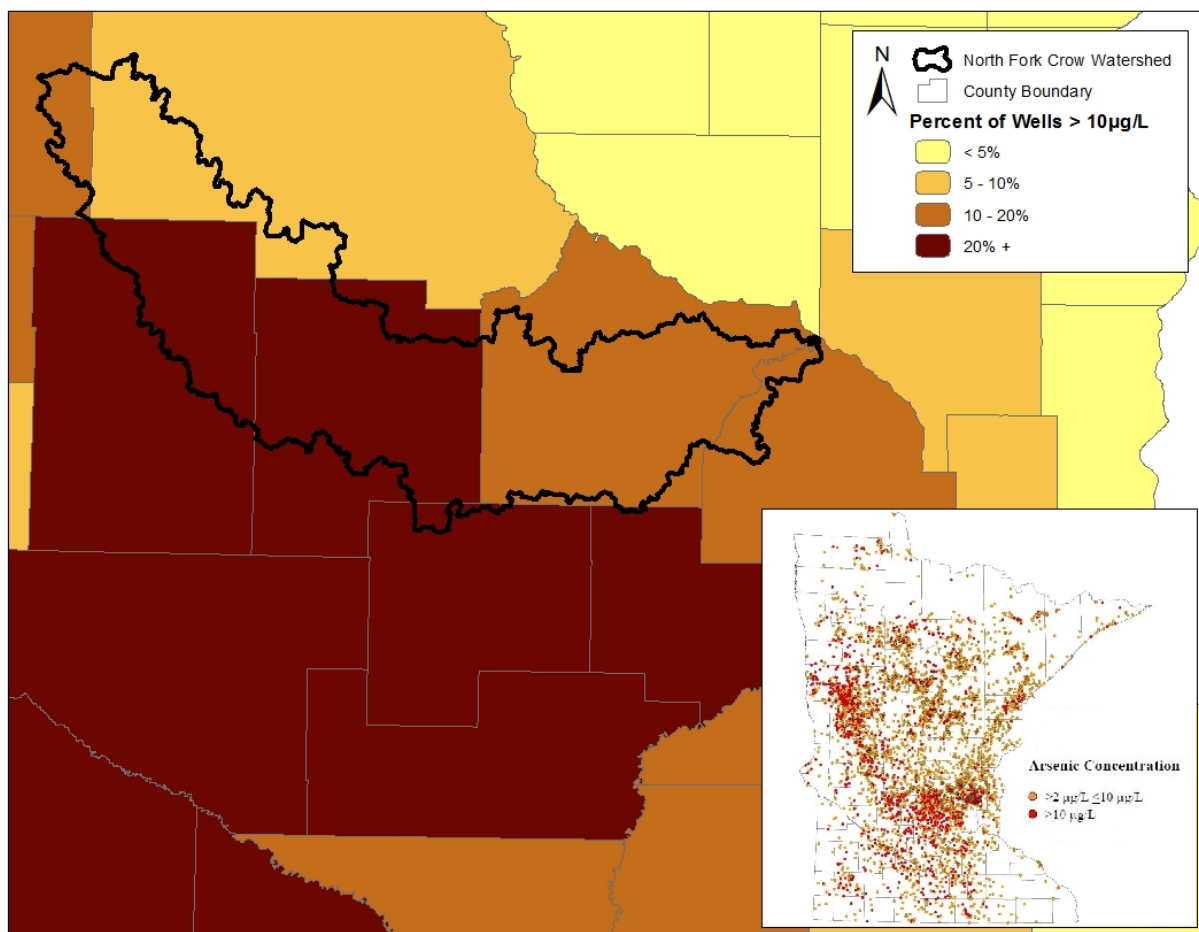 N
North Fork Crow Watershed
County Boundary
Percent of Wells > 10µg/L
< 5%
5 - 10%
10 - 20%
20% +
Arsenic Concentration
>2 µg/L ≤10 µg/L
>10 µg/L